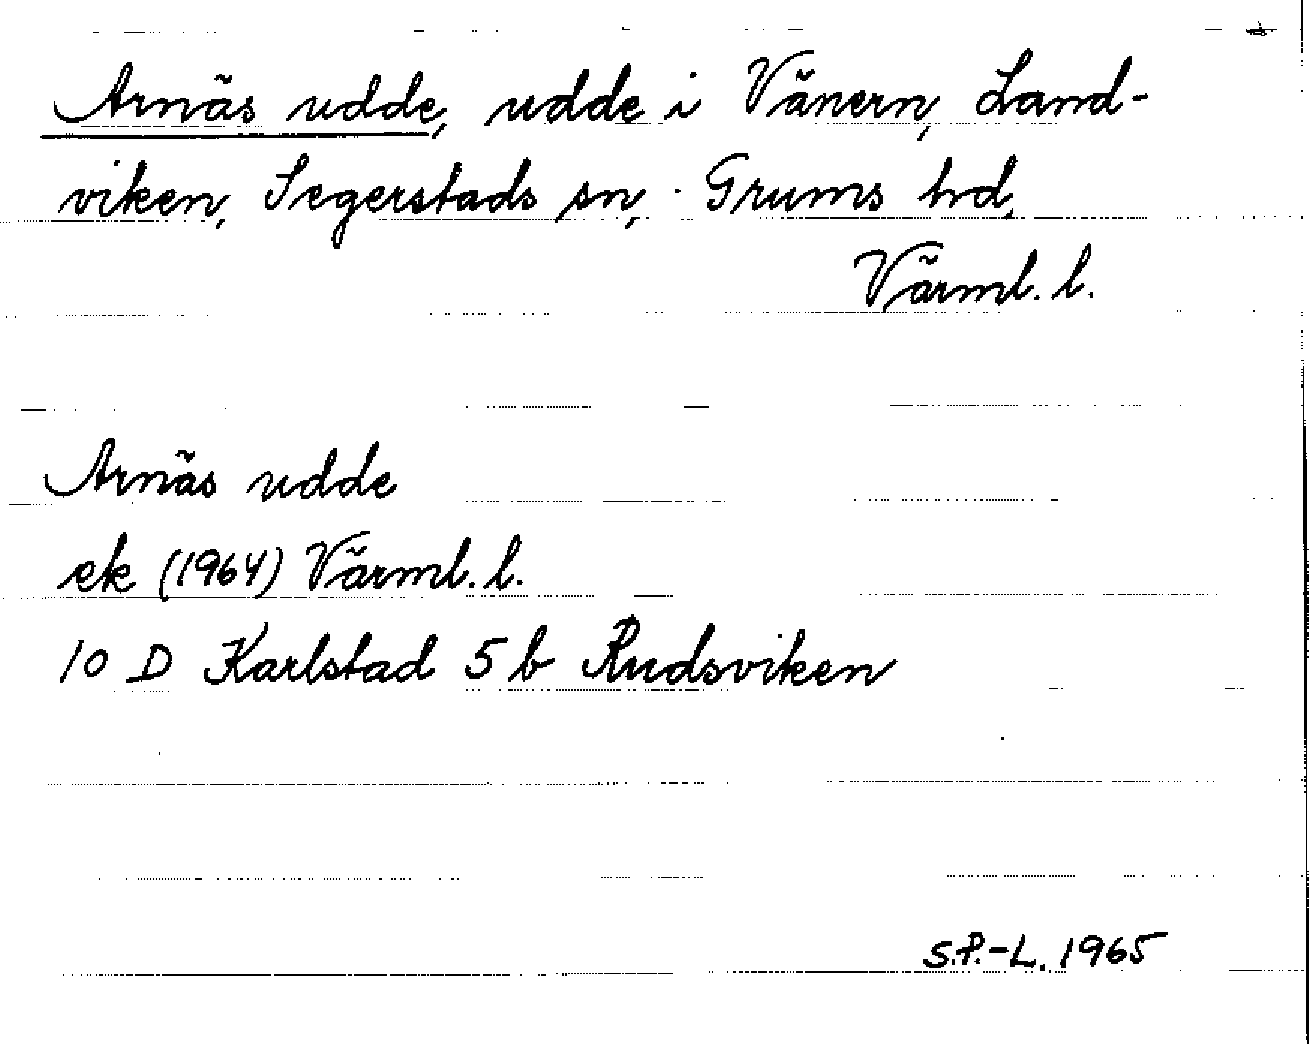 Arnäs udde, udde i Vänern, Land-
viken, Segerstads sn, Grums hd,
Värml. l.
Arnäs udde
ek (1964) Värml. l.
10 D Karlstad 5 b Rudsviken
S.P.-L. 1965